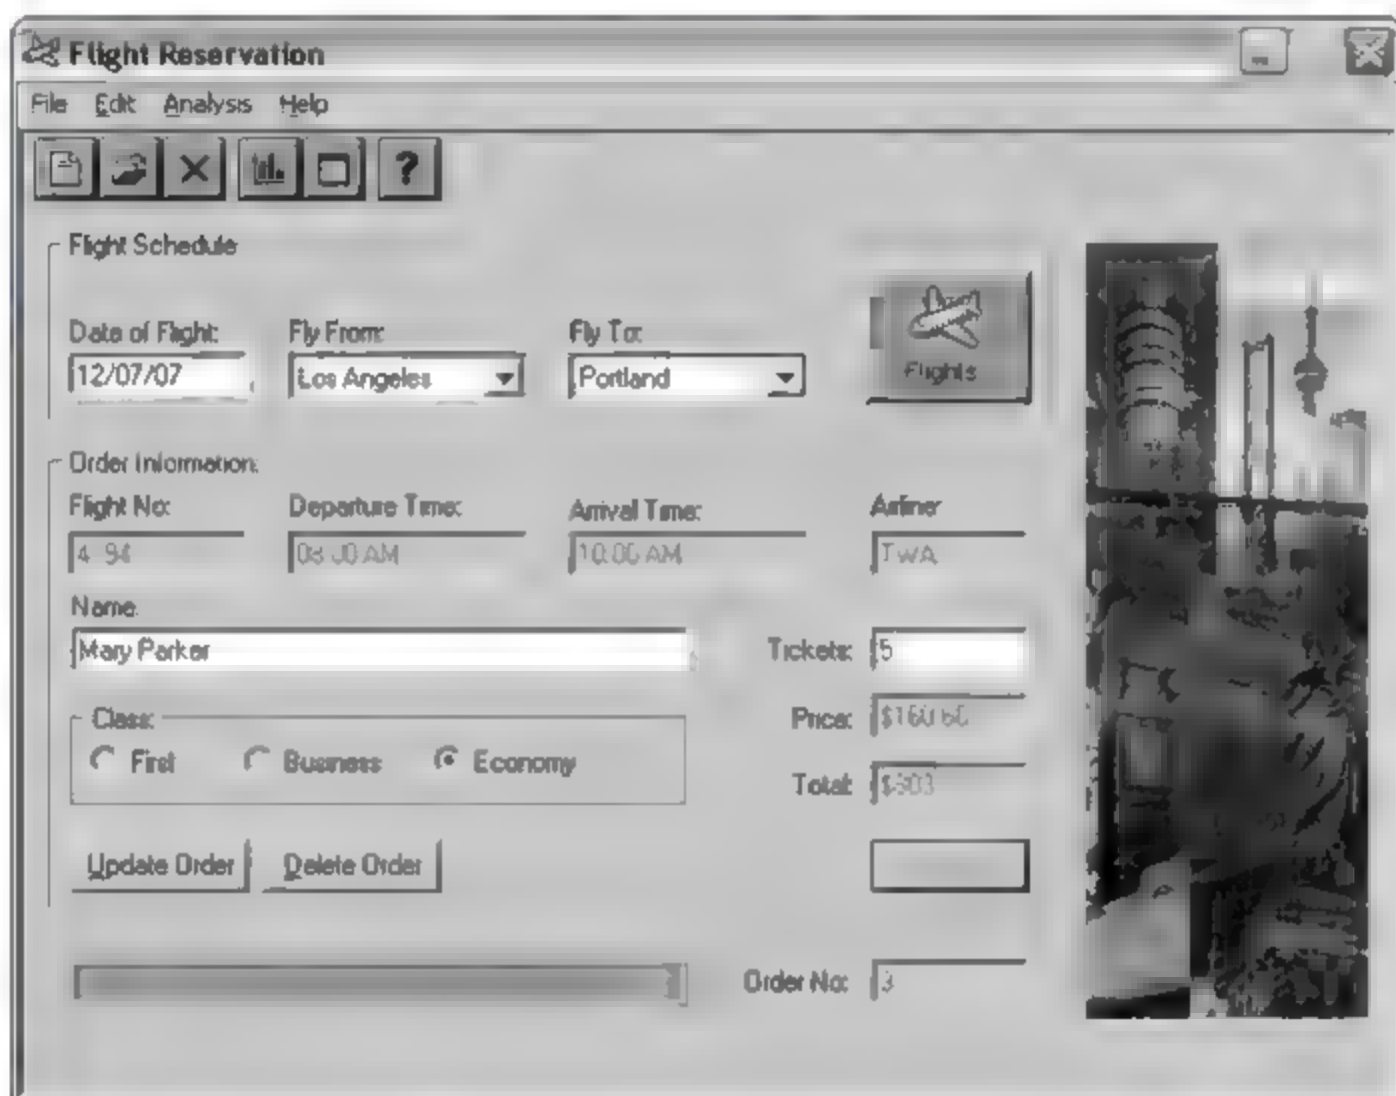 Flight Reservation
File Edit Analysis Help
?
Flight Schedule
Date of Flight: Fly From: Fly To:
12/07/07 Los Angeles Portland Flights
Order Information:
Flight No: Departure Time: Arrival Time: Airline:
AM AM TWA
Name:
Mary Parker Tickets: 5
Class: Price:
First Business Economy
Total:
Update Order Delete Order
Order No: 3